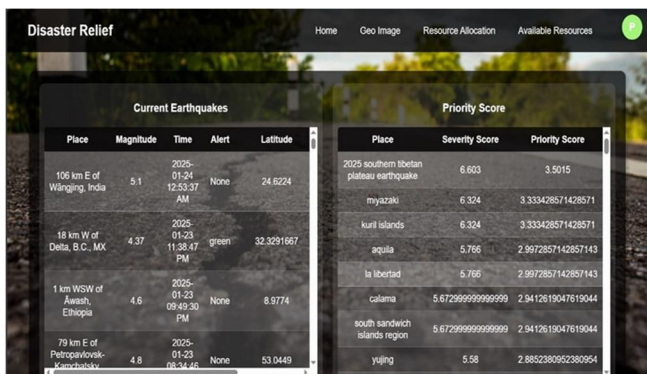 Disaster Relief
Home Geo Image Resource Allocation Available Resources P
Current Earthquakes
Place Magnitude Time Alert Latitude
106 km E of Wāngjing, India 5.1 2025-01-24 12:53:37 AM None 24.6224
18 km W of Delta, B.C., MX 4.37 2025-01-23 11:38:47 PM green 32.3291667
1 km WSW of Āwash, Ethiopia 4.6 2025-01-23 09:49:30 PM None 8.9774
79 km E of Petropavlovsk-Kamchatsky 4.8 2025-01-23 08:34:46 None 53.0449
Priority Score
Place Severity Score Priority Score
2025 southern tibetan plateau earthquake 6.603 3.5015
miyazaki 6.324 3.333428571428571
kuril islands 6.324 3.333428571428571
aquila 5.766 2.9972857142857143
la libertad 5.766 2.9972857142857143
calama 5.672999999999999 2.9412619047619044
south sandwich islands region 5.672999999999999 2.9412619047619044
yujing 5.58 2.8852380952380954